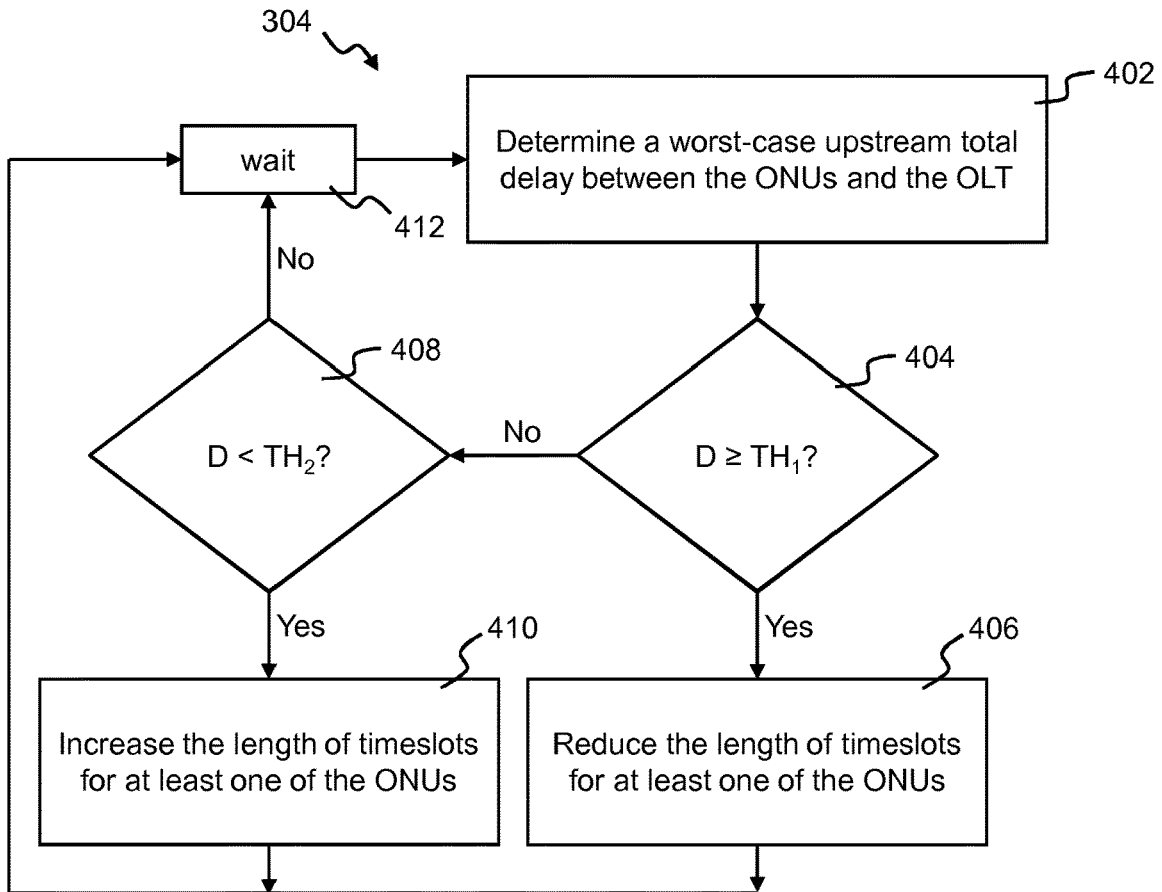 304
402
Determine a worst-case upstream total
delay between the ONUs and the OLT
wait
412
No
408
404
D < TH₂?
No
D ≥ TH₁?
Yes
Yes
410
406
Increase the length of timeslots
for at least one of the ONUs
Reduce the length of timeslots
for at least one of the ONUs